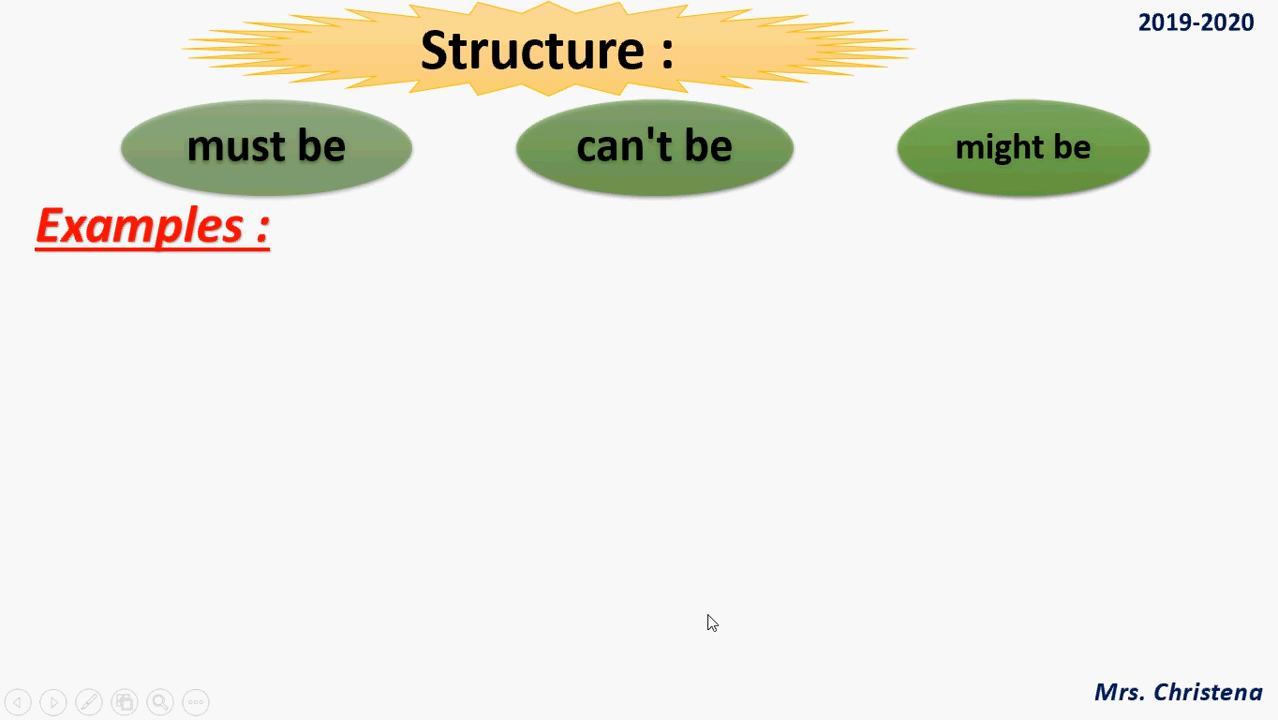 2019-2020
Structure :
must be can't be might be
Examples :
Mrs. Christena